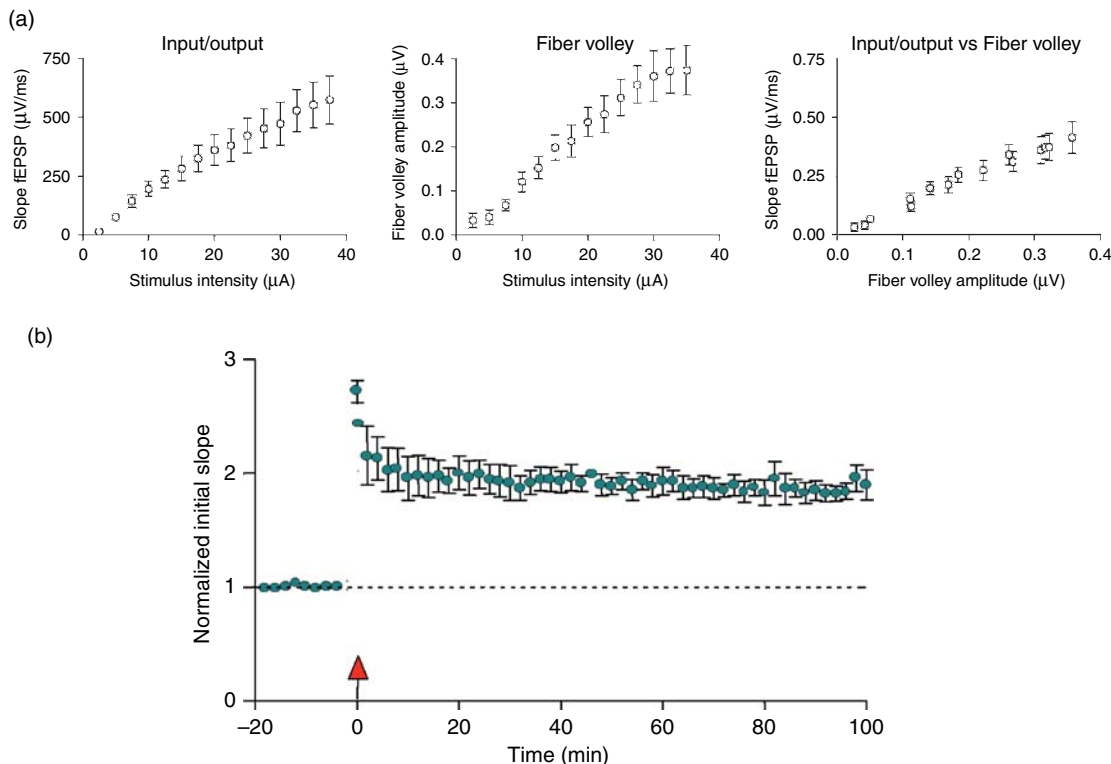 (a)
Input/output
Slope fEPSP (μV/ms)
750
500
250
0
0 10 20 30 40
Stimulus intensity (μA)
Fiber volley
Fiber volley amplitude (μV)
0.4
0.3
0.2
0.1
0.0
0 10 20 30 40
Stimulus intensity (μA)
Input/output vs Fiber volley
Slope fEPSP (μV/ms)
0.75
0.50
0.25
0.00
0 0.1 0.2 0.3 0.4
Fiber volley amplitude (μV)
(b)
Normalized initial slope
3
2
1
0
–20 0 20 40 60 80 100
Time (min)